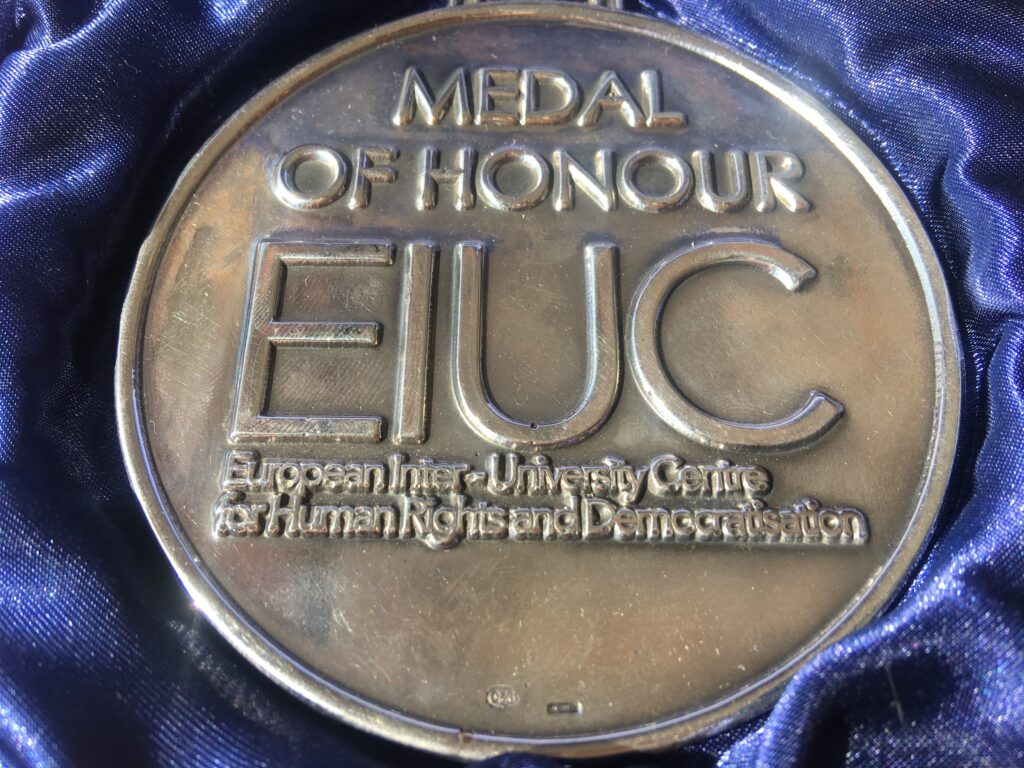 MEDAL
OF HONOUR
EIUC
European Inter-University Centre
for Human Rights and Democratisation